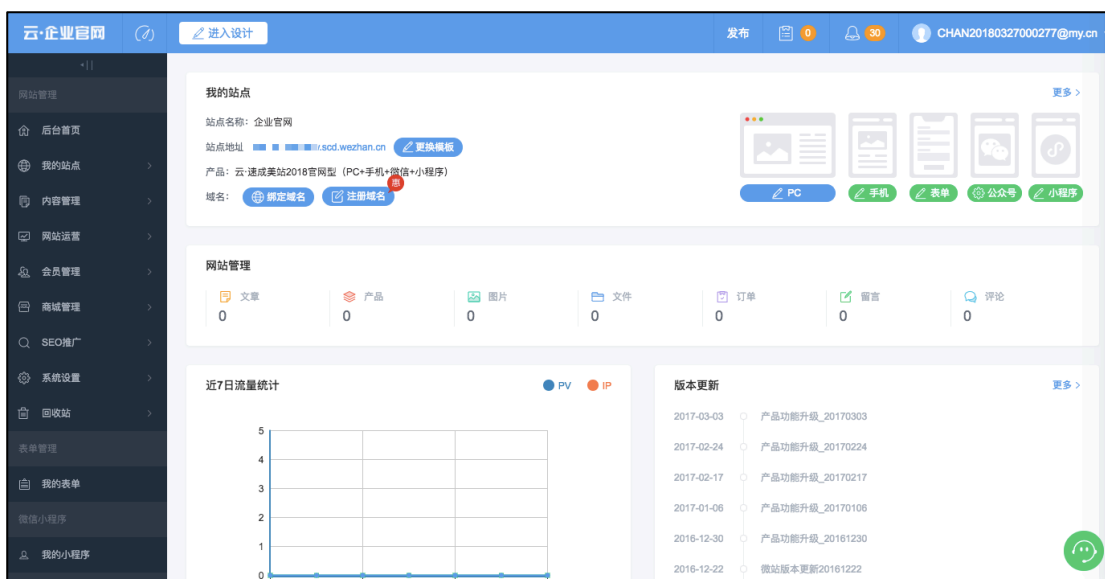 云·企业官网
进入设计
发布
0
30
CHAN20180327000277@my.cn
网站管理
后台首页
我的站点
内容管理
网站运营
会员管理
商城管理
SEO推广
系统设置
回收站
表单管理
我的表单
微信小程序
我的小程序
我的站点
更多 >
站点名称: 企业官网
站点地址 .scd.wezhan.cn 更换模板
产品: 云·速成美站2018官网型（PC+手机+微信+小程序）
域名: 绑定域名 注册域名 惠
PC 手机 表单 公众号 小程序
网站管理
文章 产品 图片 文件 订单 留言 评论
0 0 0 0 0 0 0
近7日流量统计
PV IP
5
4
3
2
1
0
版本更新
更多 >
2017-03-03 产品功能升级_20170303
2017-02-24 产品功能升级_20170224
2017-02-17 产品功能升级_20170217
2017-01-06 产品功能升级_20170106
2016-12-30 产品功能升级_20161230
2016-12-22 微站版本更新20161222